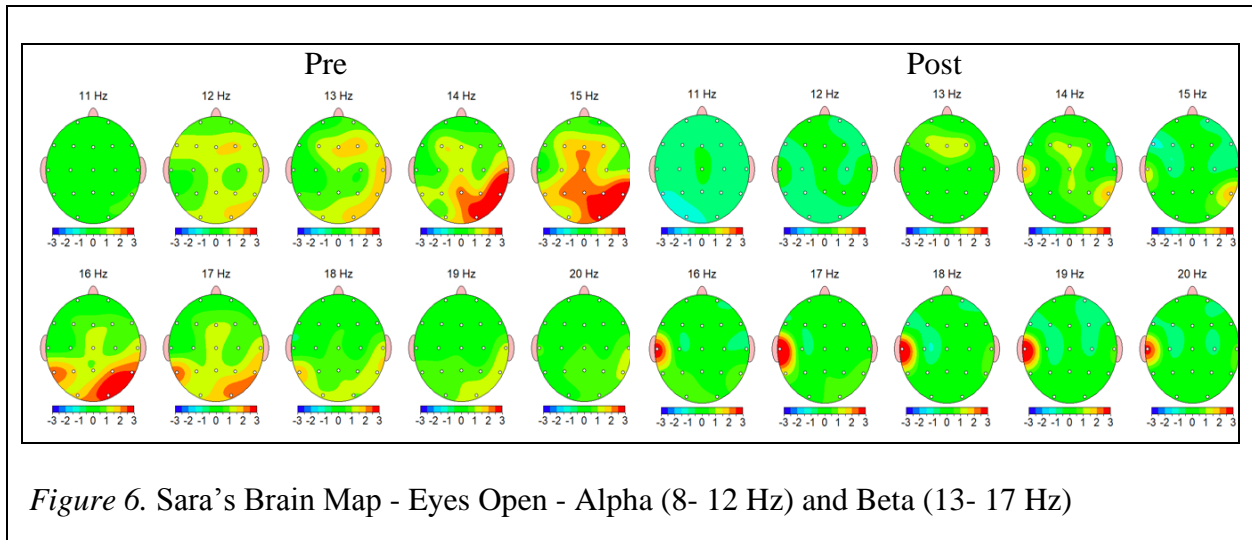 Pre Post
11 Hz 12 Hz 13 Hz 14 Hz 15 Hz 11 Hz 12 Hz 13 Hz 14 Hz 15 Hz
-3 -2 -1 0 1 2 3 -3 -2 -1 0 1 2 3 -3 -2 -1 0 1 2 3 -3 -2 -1 0 1 2 3 -3 -2 -1 0 1 2 3 -3 -2 -1 0 1 2 3 -3 -2 -1 0 1 2 3 -3 -2 -1 0 1 2 3 -3 -2 -1 0 1 2 3 -3 -2 -1 0 1 2 3
16 Hz 17 Hz 18 Hz 19 Hz 20 Hz 16 Hz 17 Hz 18 Hz 19 Hz 20 Hz
-3 -2 -1 0 1 2 3 -3 -2 -1 0 1 2 3 -3 -2 -1 0 1 2 3 -3 -2 -1 0 1 2 3 -3 -2 -1 0 1 2 3 -3 -2 -1 0 1 2 3 -3 -2 -1 0 1 2 3 -3 -2 -1 0 1 2 3 -3 -2 -1 0 1 2 3 -3 -2 -1 0 1 2 3
Figure 6. Sara’s Brain Map - Eyes Open - Alpha (8- 12 Hz) and Beta (13- 17 Hz)